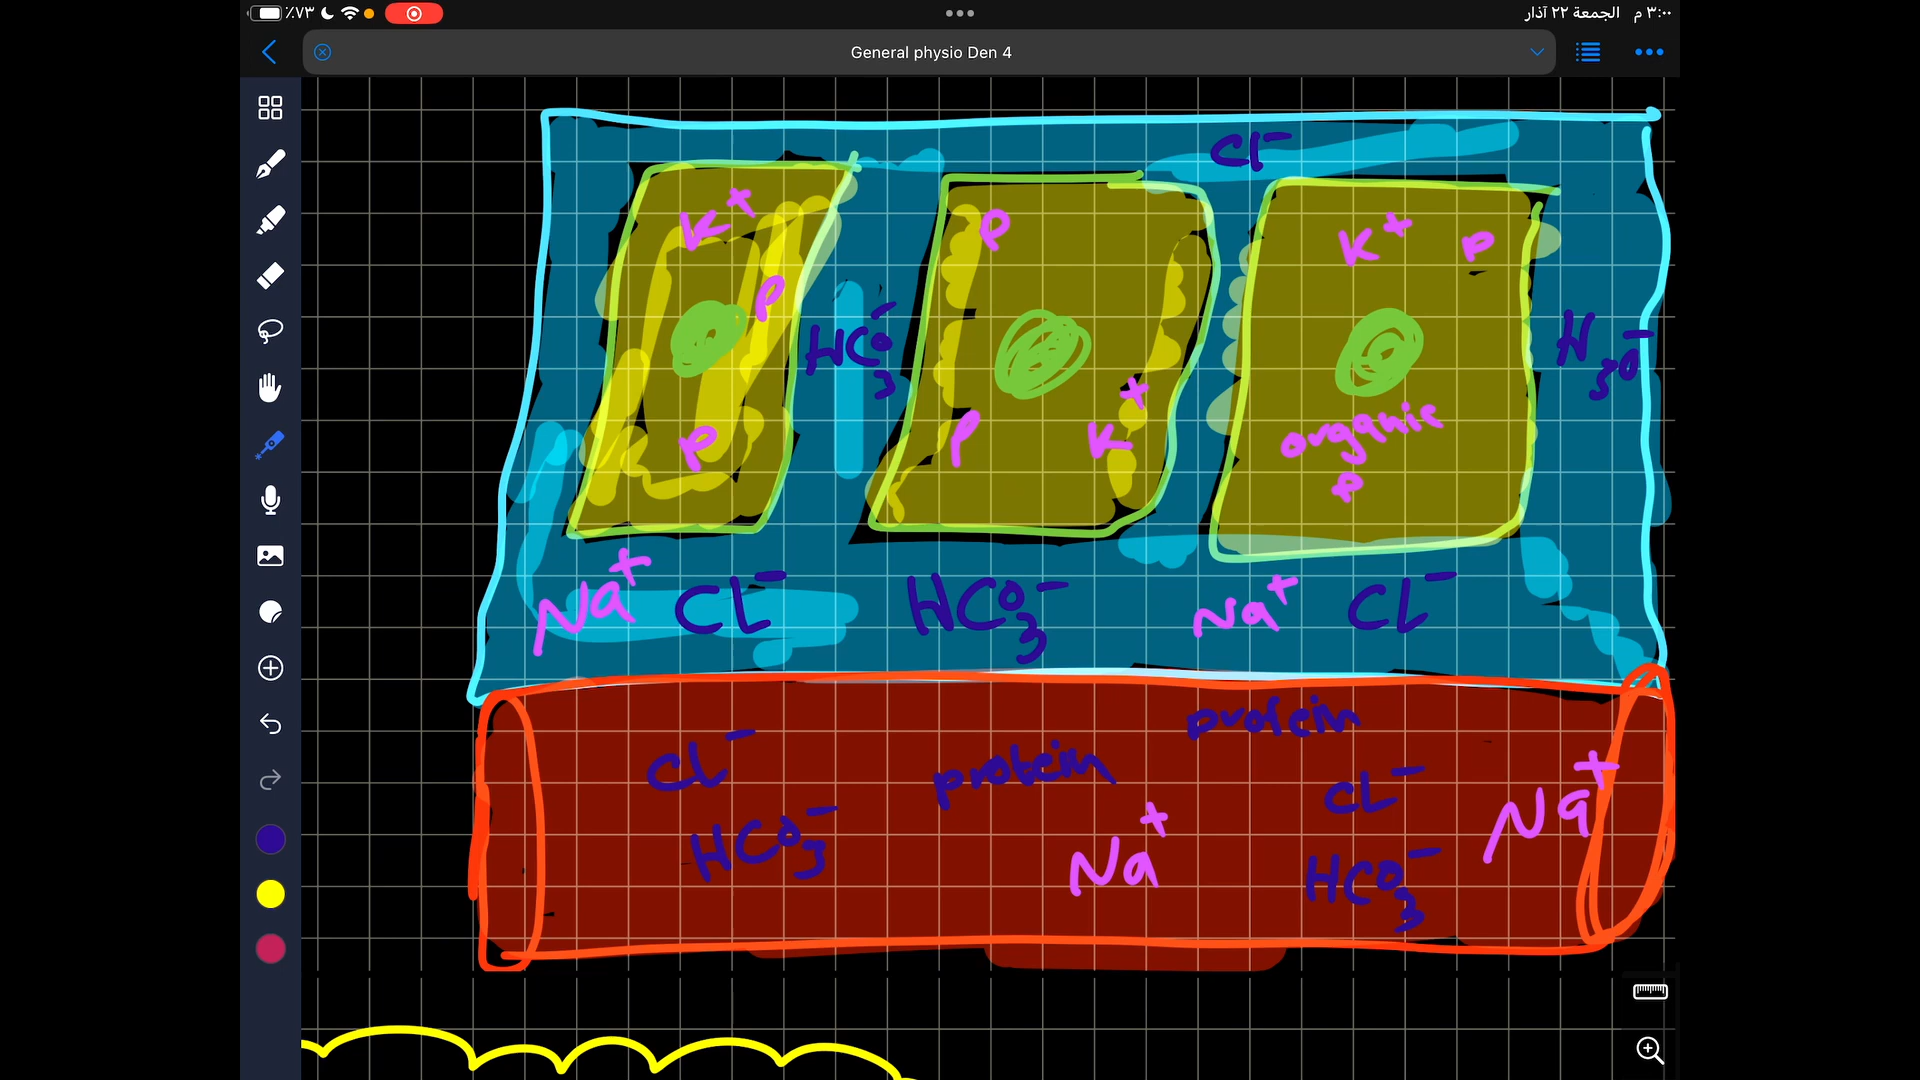 ٪٧٣
٣:٠٠ م الجمعة ٢٢ آذار
General physio Den 4
Cl⁻
K⁺
P
K⁺ P
P
HCO₃⁻
H
P
P
K⁺
organic
P
Na⁺ CL⁻ HCO₃⁻ Na⁺ CL⁻
protein
CL⁻ protein CL⁻ Na⁺
HCO₃⁻ Na⁺ HCO₃⁻